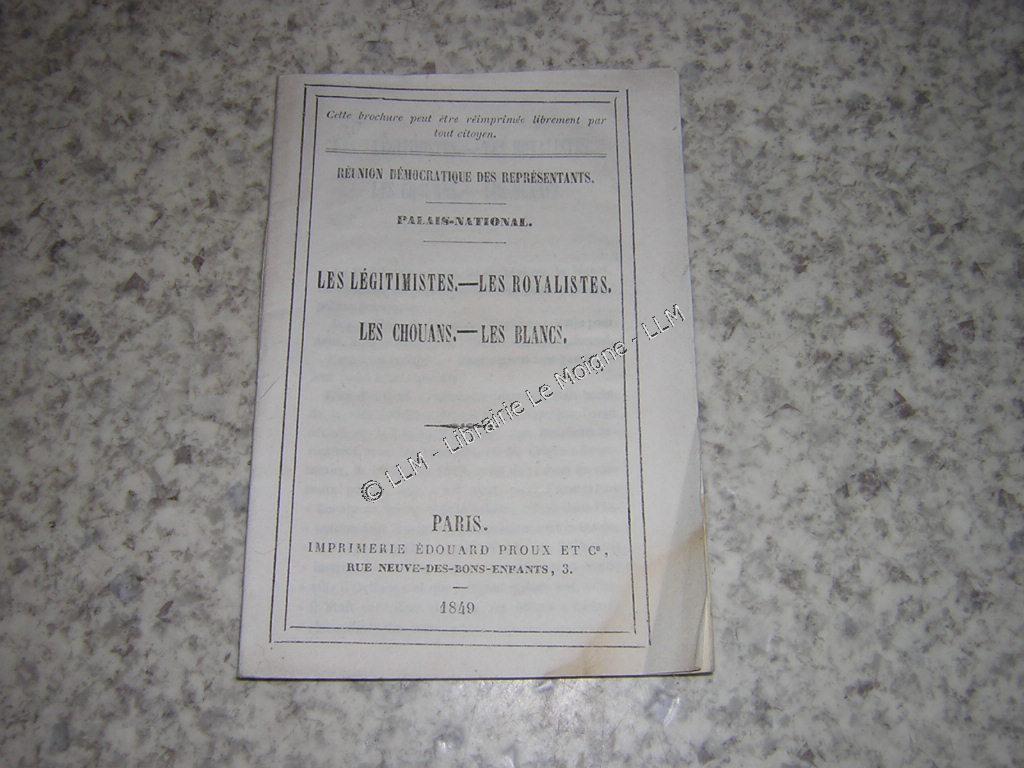 Cette brochure peut être réimprimée librement par
tout citoyen.
RÉUNION DÉMOCRATIQUE DES REPRÉSENTANTS.
PALAIS-NATIONAL.
LES LÉGITIMISTES.—LES ROYALISTES.
LES CHOUANS.—LES BLANCS.
© LLM - Librairie Le Moigne - LLM
PARIS.
IMPRIMERIE ÉDOUARD PROUX ET Cᵉ,
RUE NEUVE-DES-BONS-ENFANTS, 3.
1849